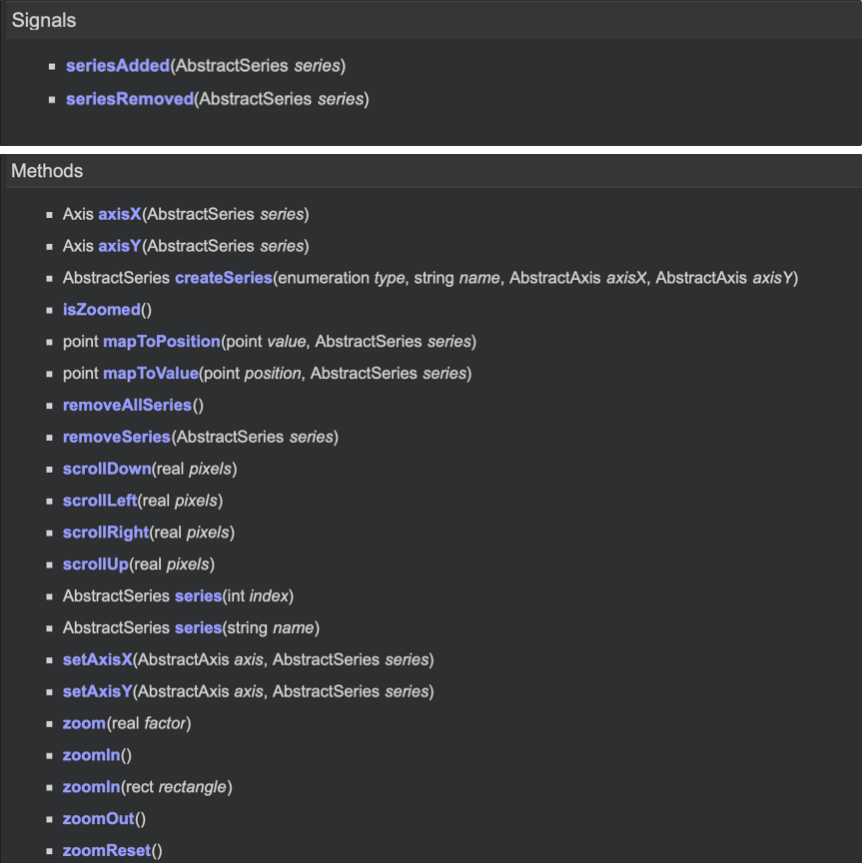 Signals
seriesAdded(AbstractSeries series)
seriesRemoved(AbstractSeries series)
Methods
Axis axisX(AbstractSeries series)
Axis axisY(AbstractSeries series)
AbstractSeries createSeries(enumeration type, string name, AbstractAxis axisX, AbstractAxis axisY)
isZoomed()
point mapToPosition(point value, AbstractSeries series)
point mapToValue(point position, AbstractSeries series)
removeAllSeries()
removeSeries(AbstractSeries series)
scrollDown(real pixels)
scrollLeft(real pixels)
scrollRight(real pixels)
scrollUp(real pixels)
AbstractSeries series(int index)
AbstractSeries series(string name)
setAxisX(AbstractAxis axis, AbstractSeries series)
setAxisY(AbstractAxis axis, AbstractSeries series)
zoom(real factor)
zoomIn()
zoomIn(rect rectangle)
zoomOut()
zoomReset()